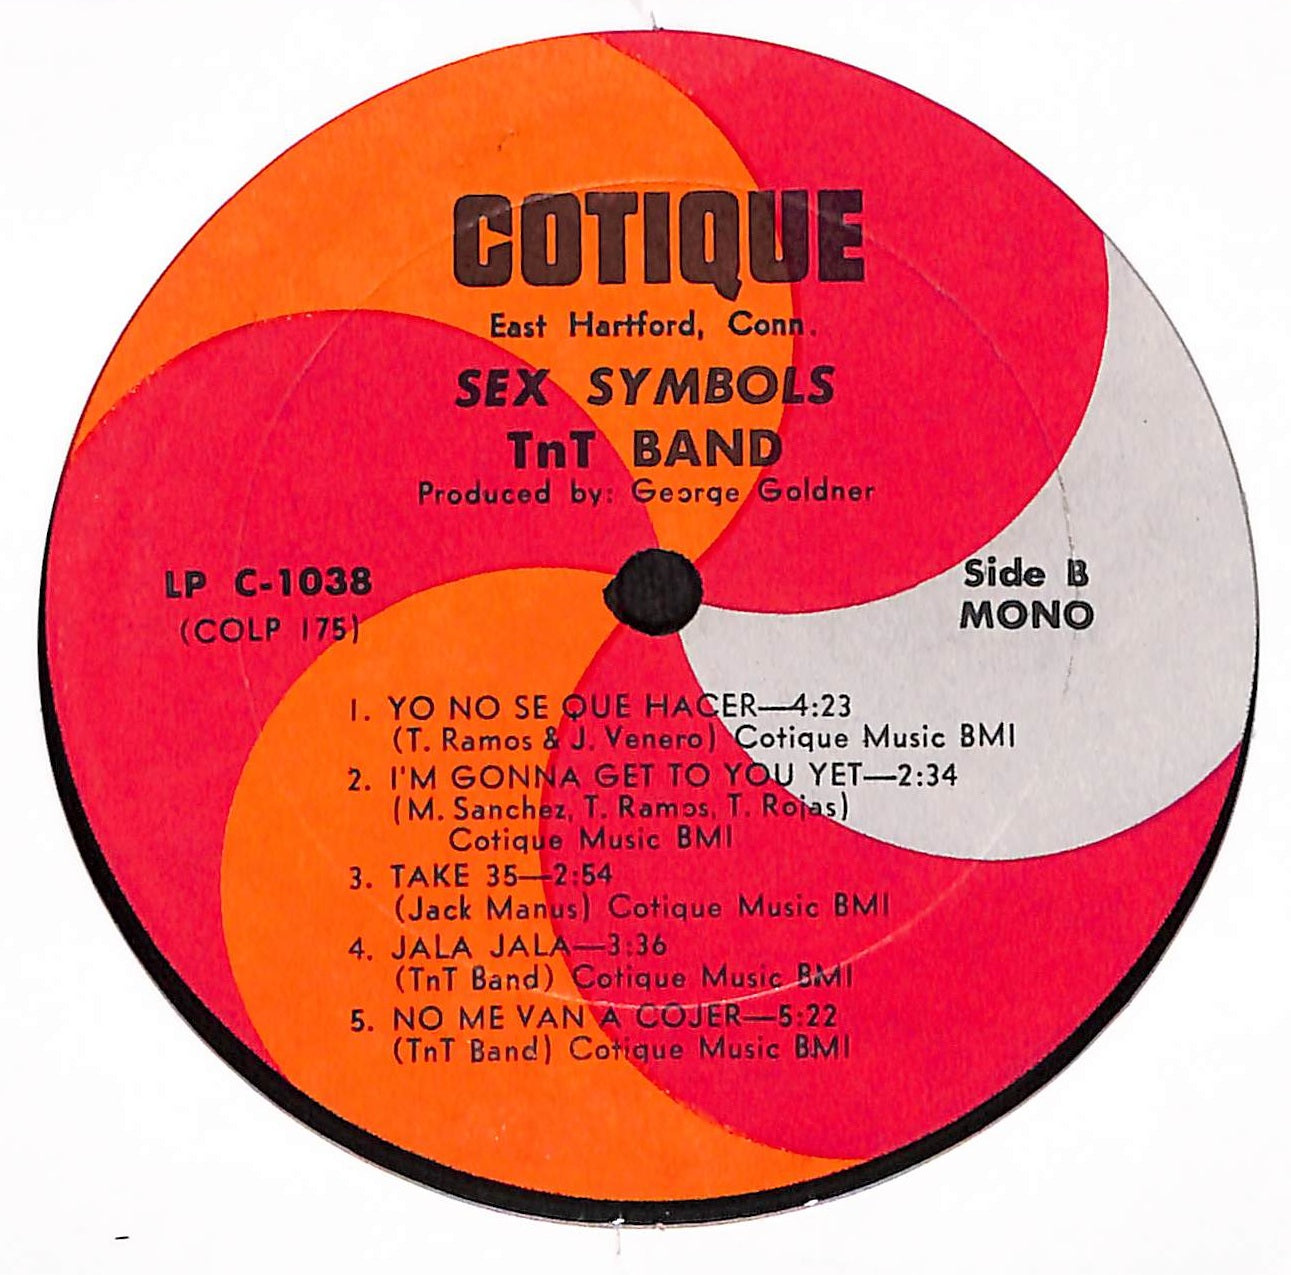 COTIQUE
East Hartford, Conn.
SEX SYMBOLS
TnT BAND
Produced by: George Goldner
LP C-1038
(COLP 175)
Side B
MONO
1. YO NO SE QUE HACER—4:23
(T. Ramos & J. Venero) Cotique Music BMI
2. I'M GONNA GET TO YOU YET—2:34
(M. Sanchez, T. Ramos, T. Rojas)
Cotique Music BMI
3. TAKE 35—2:54
(Jack Manus) Cotique Music BMI
4. JALA JALA—3:36
(TnT Band) Cotique Music BMI
5. NO ME VAN A COJER—5:22
(TnT Band) Cotique Music BMI